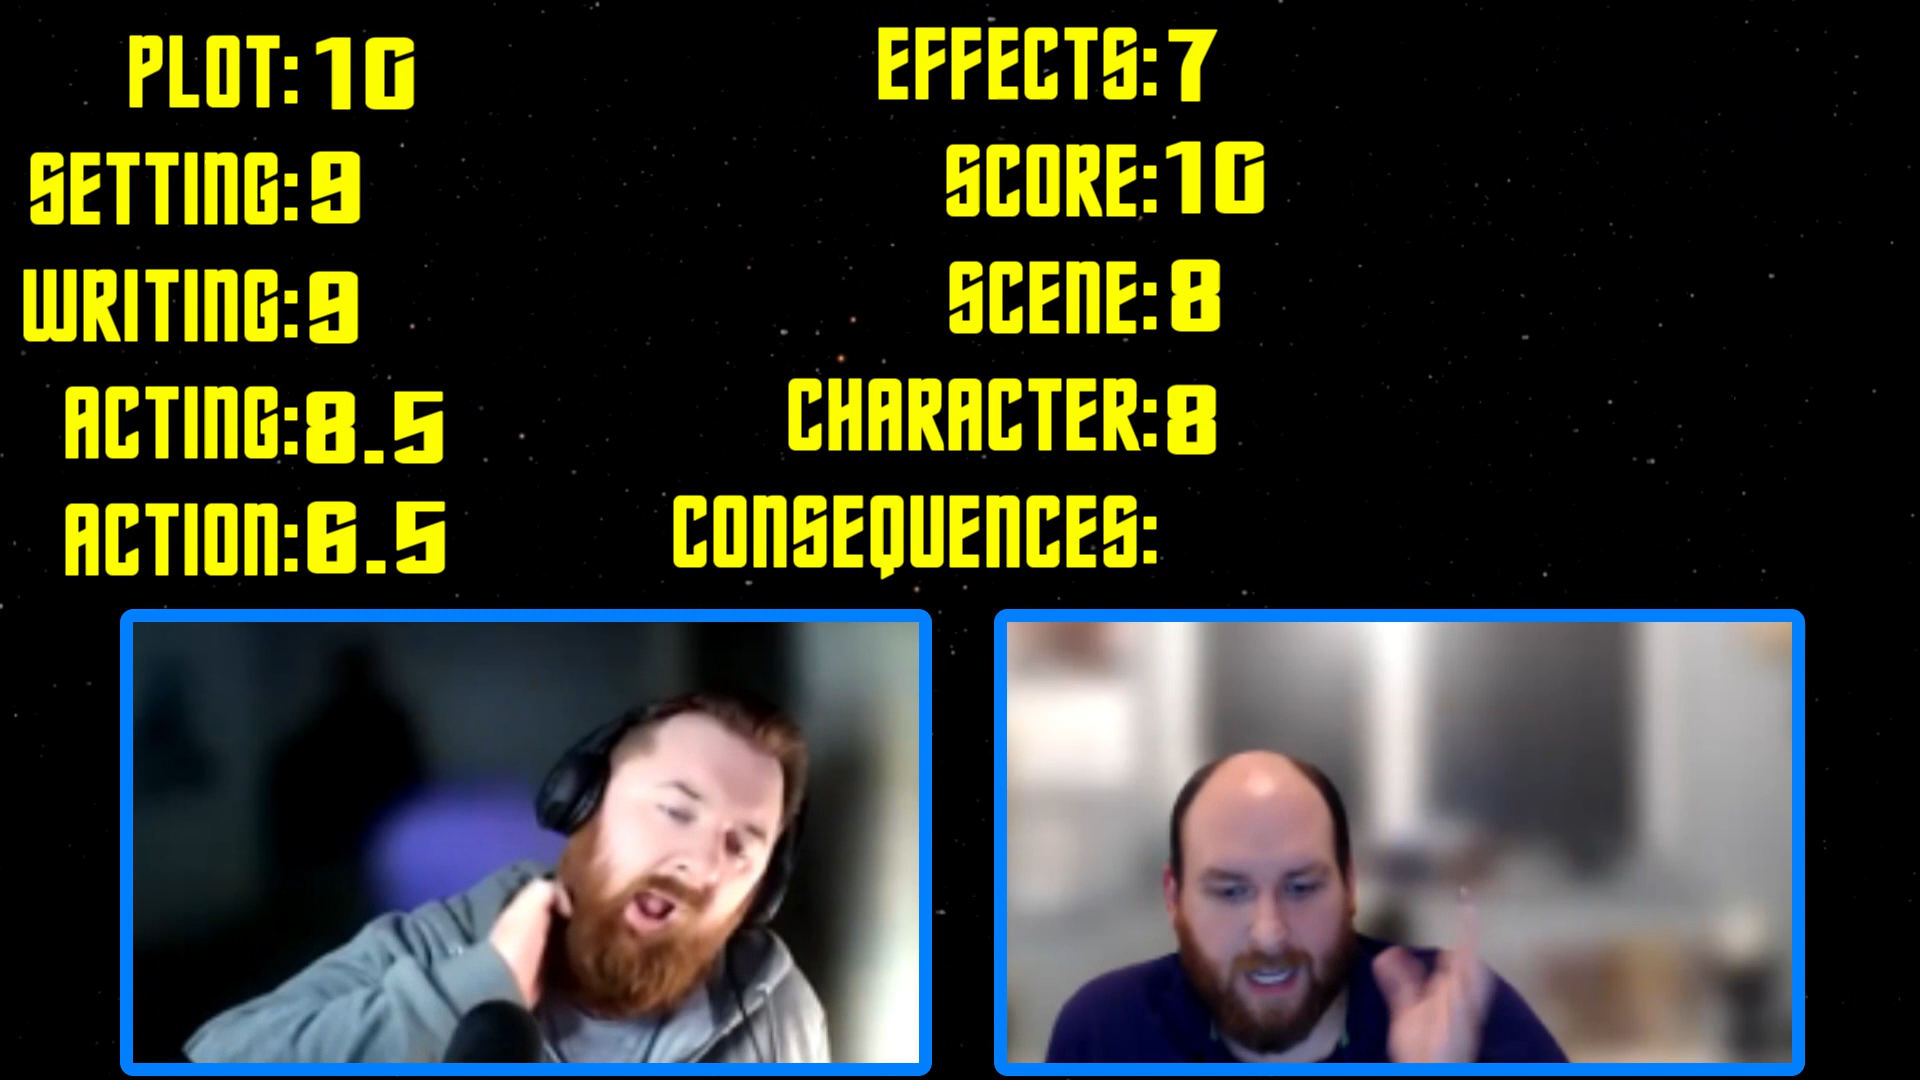 PLOT: 10
SETTING: 9
WRITING: 9
ACTING: 8.5
ACTION: 6.5
EFFECTS: 7
SCORE: 10
SCENE: 8
CHARACTER: 8
CONSEQUENCES: